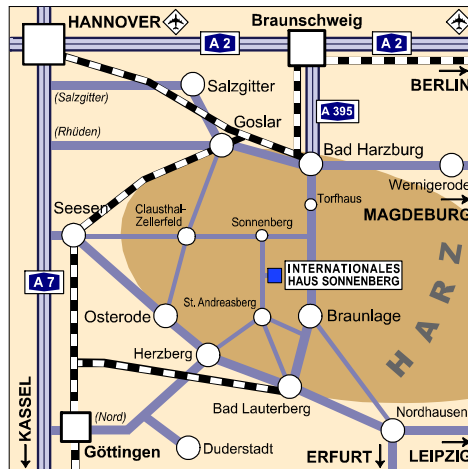 HANNOVER
Braunschweig
A 2
A 2
BERLIN
Salzgitter
(Salzgitter)
A 395
Goslar
(Rhüden)
Bad Harzburg
Wernigerode
Seesen
Clausthal-
Zellerfeld
Sonnenberg
Torfhaus
MAGDEBURG
A 7
INTERNATIONALES
HAUS SONNENBERG
HARZ
St. Andreasberg
Osterode
Braunlage
Herzberg
Bad Lauterberg
KASSEL
(Nord)
Nordhausen
Göttingen
Duderstadt
ERFURT
LEIPZIG